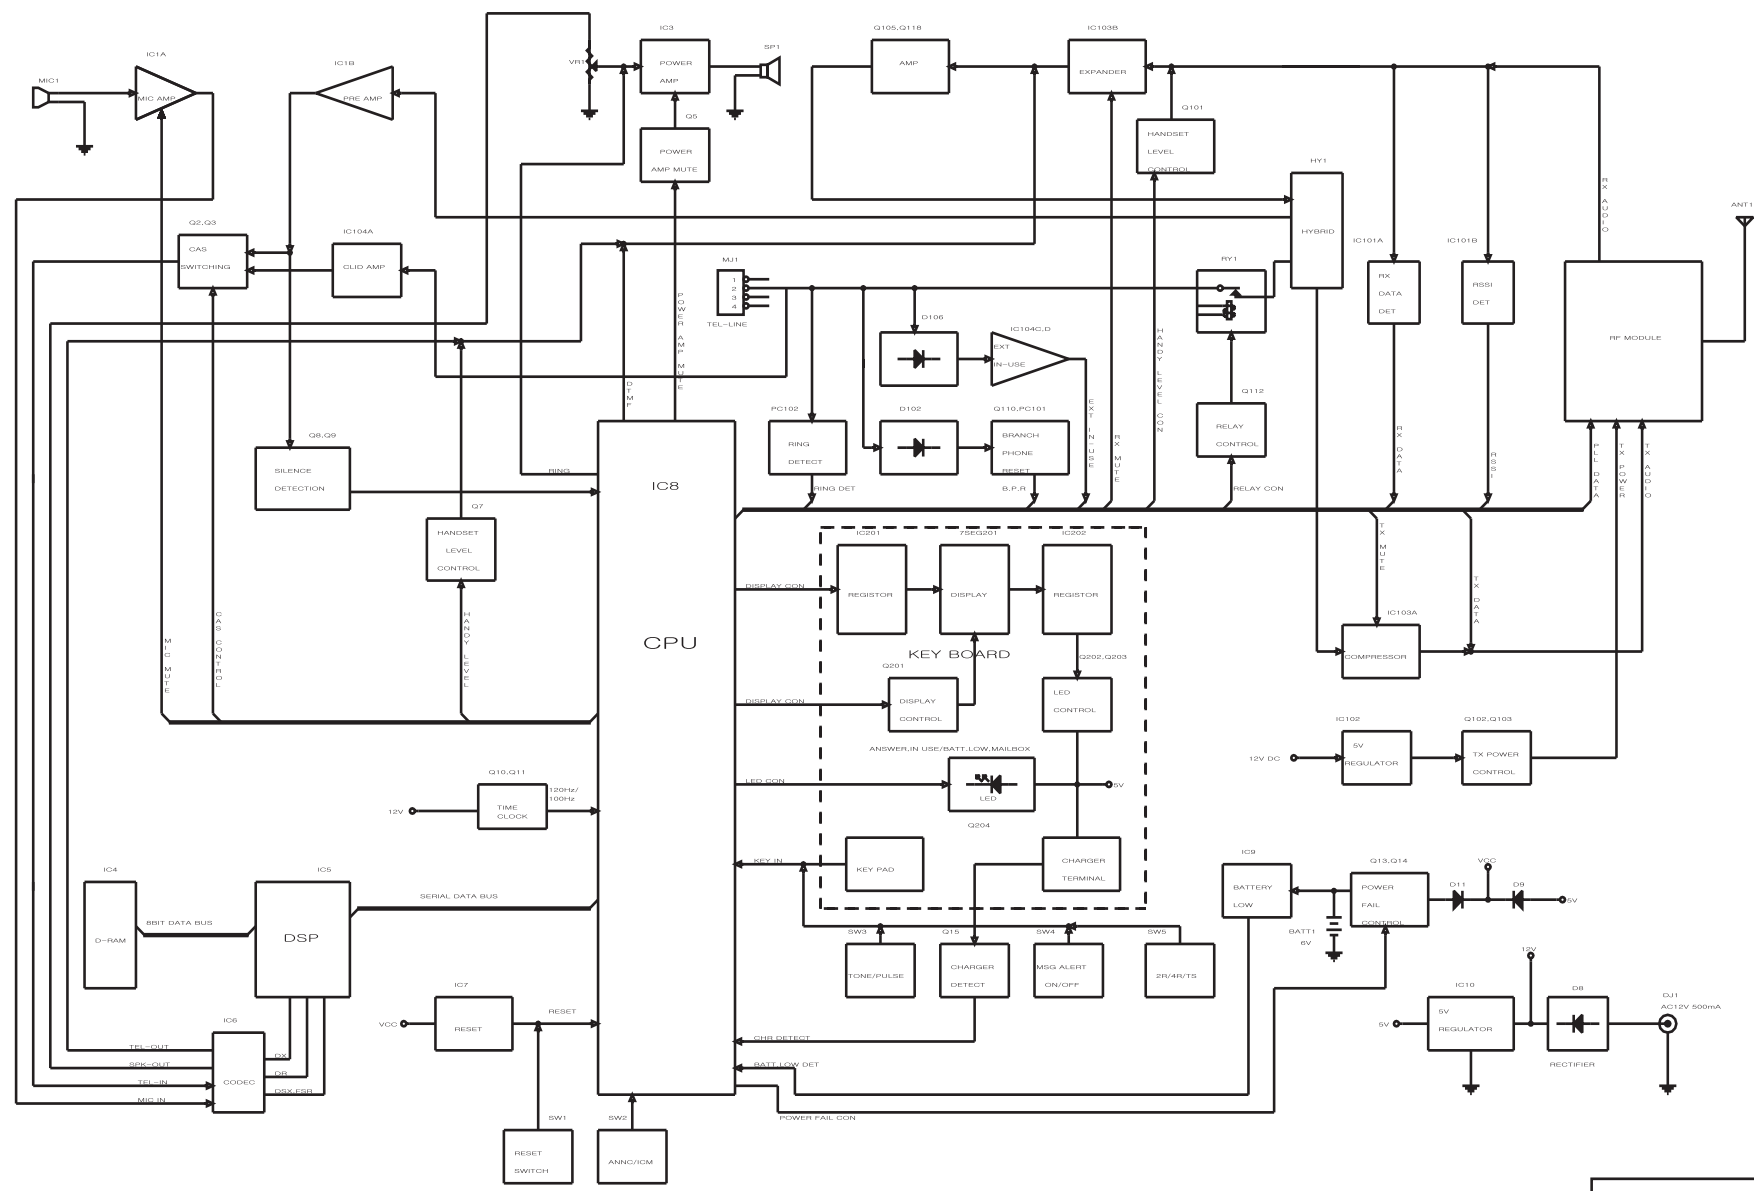 IC3
Q105,Q118
IC103B
SP1
IC1A
IC1B
VR1
POWER
AMP
AMP
EXPANDER
MIC1
MIC AMP
PRE AMP
Q5
Q101
POWER
AMP MUTE
HANDSET
LEVEL
CONTROL
HY1
HYBRID
RX AUDIO
ANT1
Q2,Q3
CAS
SWITCHING
IC104A
CLID AMP
IC101A
RX
DATA
DET
IC101B
RSSI
DET
MJ1
1
2
3
4
TEL-LINE
RY1
POWER AMP MUTE
D106
IC104C,D
EXT
IN-USE
RF MODULE
HANDY LEVEL CON
DTMF
PC102
RING
DETECT
D102
Q110,PC101
BRANCH
PHONE
RESET
EXT IN-USE
RX MUTE
Q112
RELAY
CONTROL
RX DATA
RSSI
PLL DATA
TX POWER
TX AUDIO
Q8,Q9
SILENCE
DETECTION
RING
IC8
CPU
RING DET
B.P.R
RELAY CON
Q7
HANDSET
LEVEL
CONTROL
IC201
REGISTOR
7SEG201
DISPLAY
IC202
REGISTOR
TX MUTE
TX DATA
DISPLAY CON
MIC MUTE
CAS CONTROL
HANDY LEVEL
KEY BOARD
Q201
DISPLAY
CONTROL
Q202,Q203
LED
CONTROL
IC103A
COMPRESSOR
DISPLAY CON
ANSWER,IN USE/BATT.LOW,MAILBOX
IC102
5V
REGULATOR
Q102,Q103
TX POWER
CONTROL
12V DC
Q10,Q11
TIME
CLOCK
120Hz/
100Hz
12V
LED CON
LED
5V
Q204
KEY IN
KEY PAD
CHARGER
TERMINAL
IC9
BATTERY
LOW
Q13,Q14
POWER
FAIL
CONTROL
VCC
D11
D9
5V
IC4
D-RAM
8BIT DATA BUS
IC5
DSP
SERIAL DATA BUS
BATT1
6V
SW3
TONE/PULSE
Q15
CHARGER
DETECT
SW4
MSG ALERT
ON/OFF
SW5
2R/4R/TS
12V
IC7
RESET
VCC
RESET
IC10
5V
REGULATOR
5V
D8
RECTIFIER
DJ1
AC12V 500mA
IC6
CODEC
TEL-OUT
SPK-OUT
TEL-IN
MIC IN
DX
DR
DSX,FSR
CHR DETECT
BATT.LOW DET
POWER FAIL CON
SW1
RESET
SWITCH
SW2
ANNC/ICM